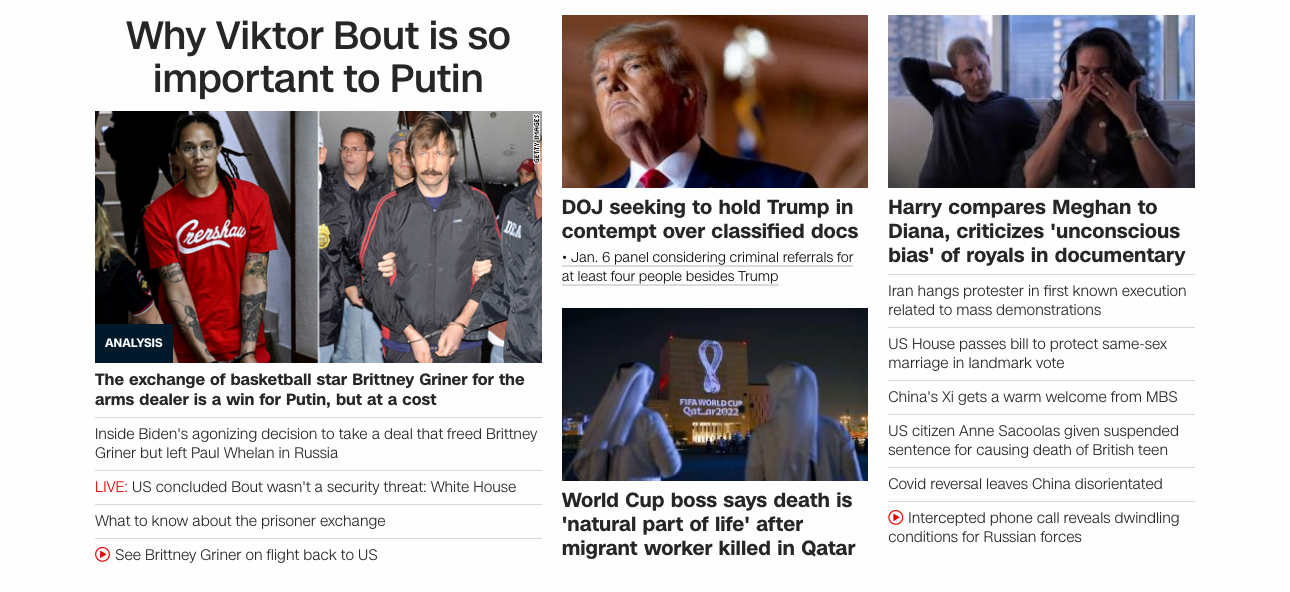 Why Viktor Bout is so
important to Putin
GETTY IMAGES
Crenshaw
DEA
ANALYSIS
The exchange of basketball star Brittney Griner for the
arms dealer is a win for Putin, but at a cost
Inside Biden's agonizing decision to take a deal that freed Brittney
Griner but left Paul Whelan in Russia
LIVE: US concluded Bout wasn't a security threat: White House
What to know about the prisoner exchange
See Brittney Griner on flight back to US
DOJ seeking to hold Trump in
contempt over classified docs
• Jan. 6 panel considering criminal referrals for
at least four people besides Trump
FIFA WORLD CUP
Qatar2022
World Cup boss says death is
'natural part of life' after
migrant worker killed in Qatar
Harry compares Meghan to
Diana, criticizes 'unconscious
bias' of royals in documentary
Iran hangs protester in first known execution
related to mass demonstrations
US House passes bill to protect same-sex
marriage in landmark vote
China's Xi gets a warm welcome from MBS
US citizen Anne Sacoolas given suspended
sentence for causing death of British teen
Covid reversal leaves China disorientated
Intercepted phone call reveals dwindling
conditions for Russian forces